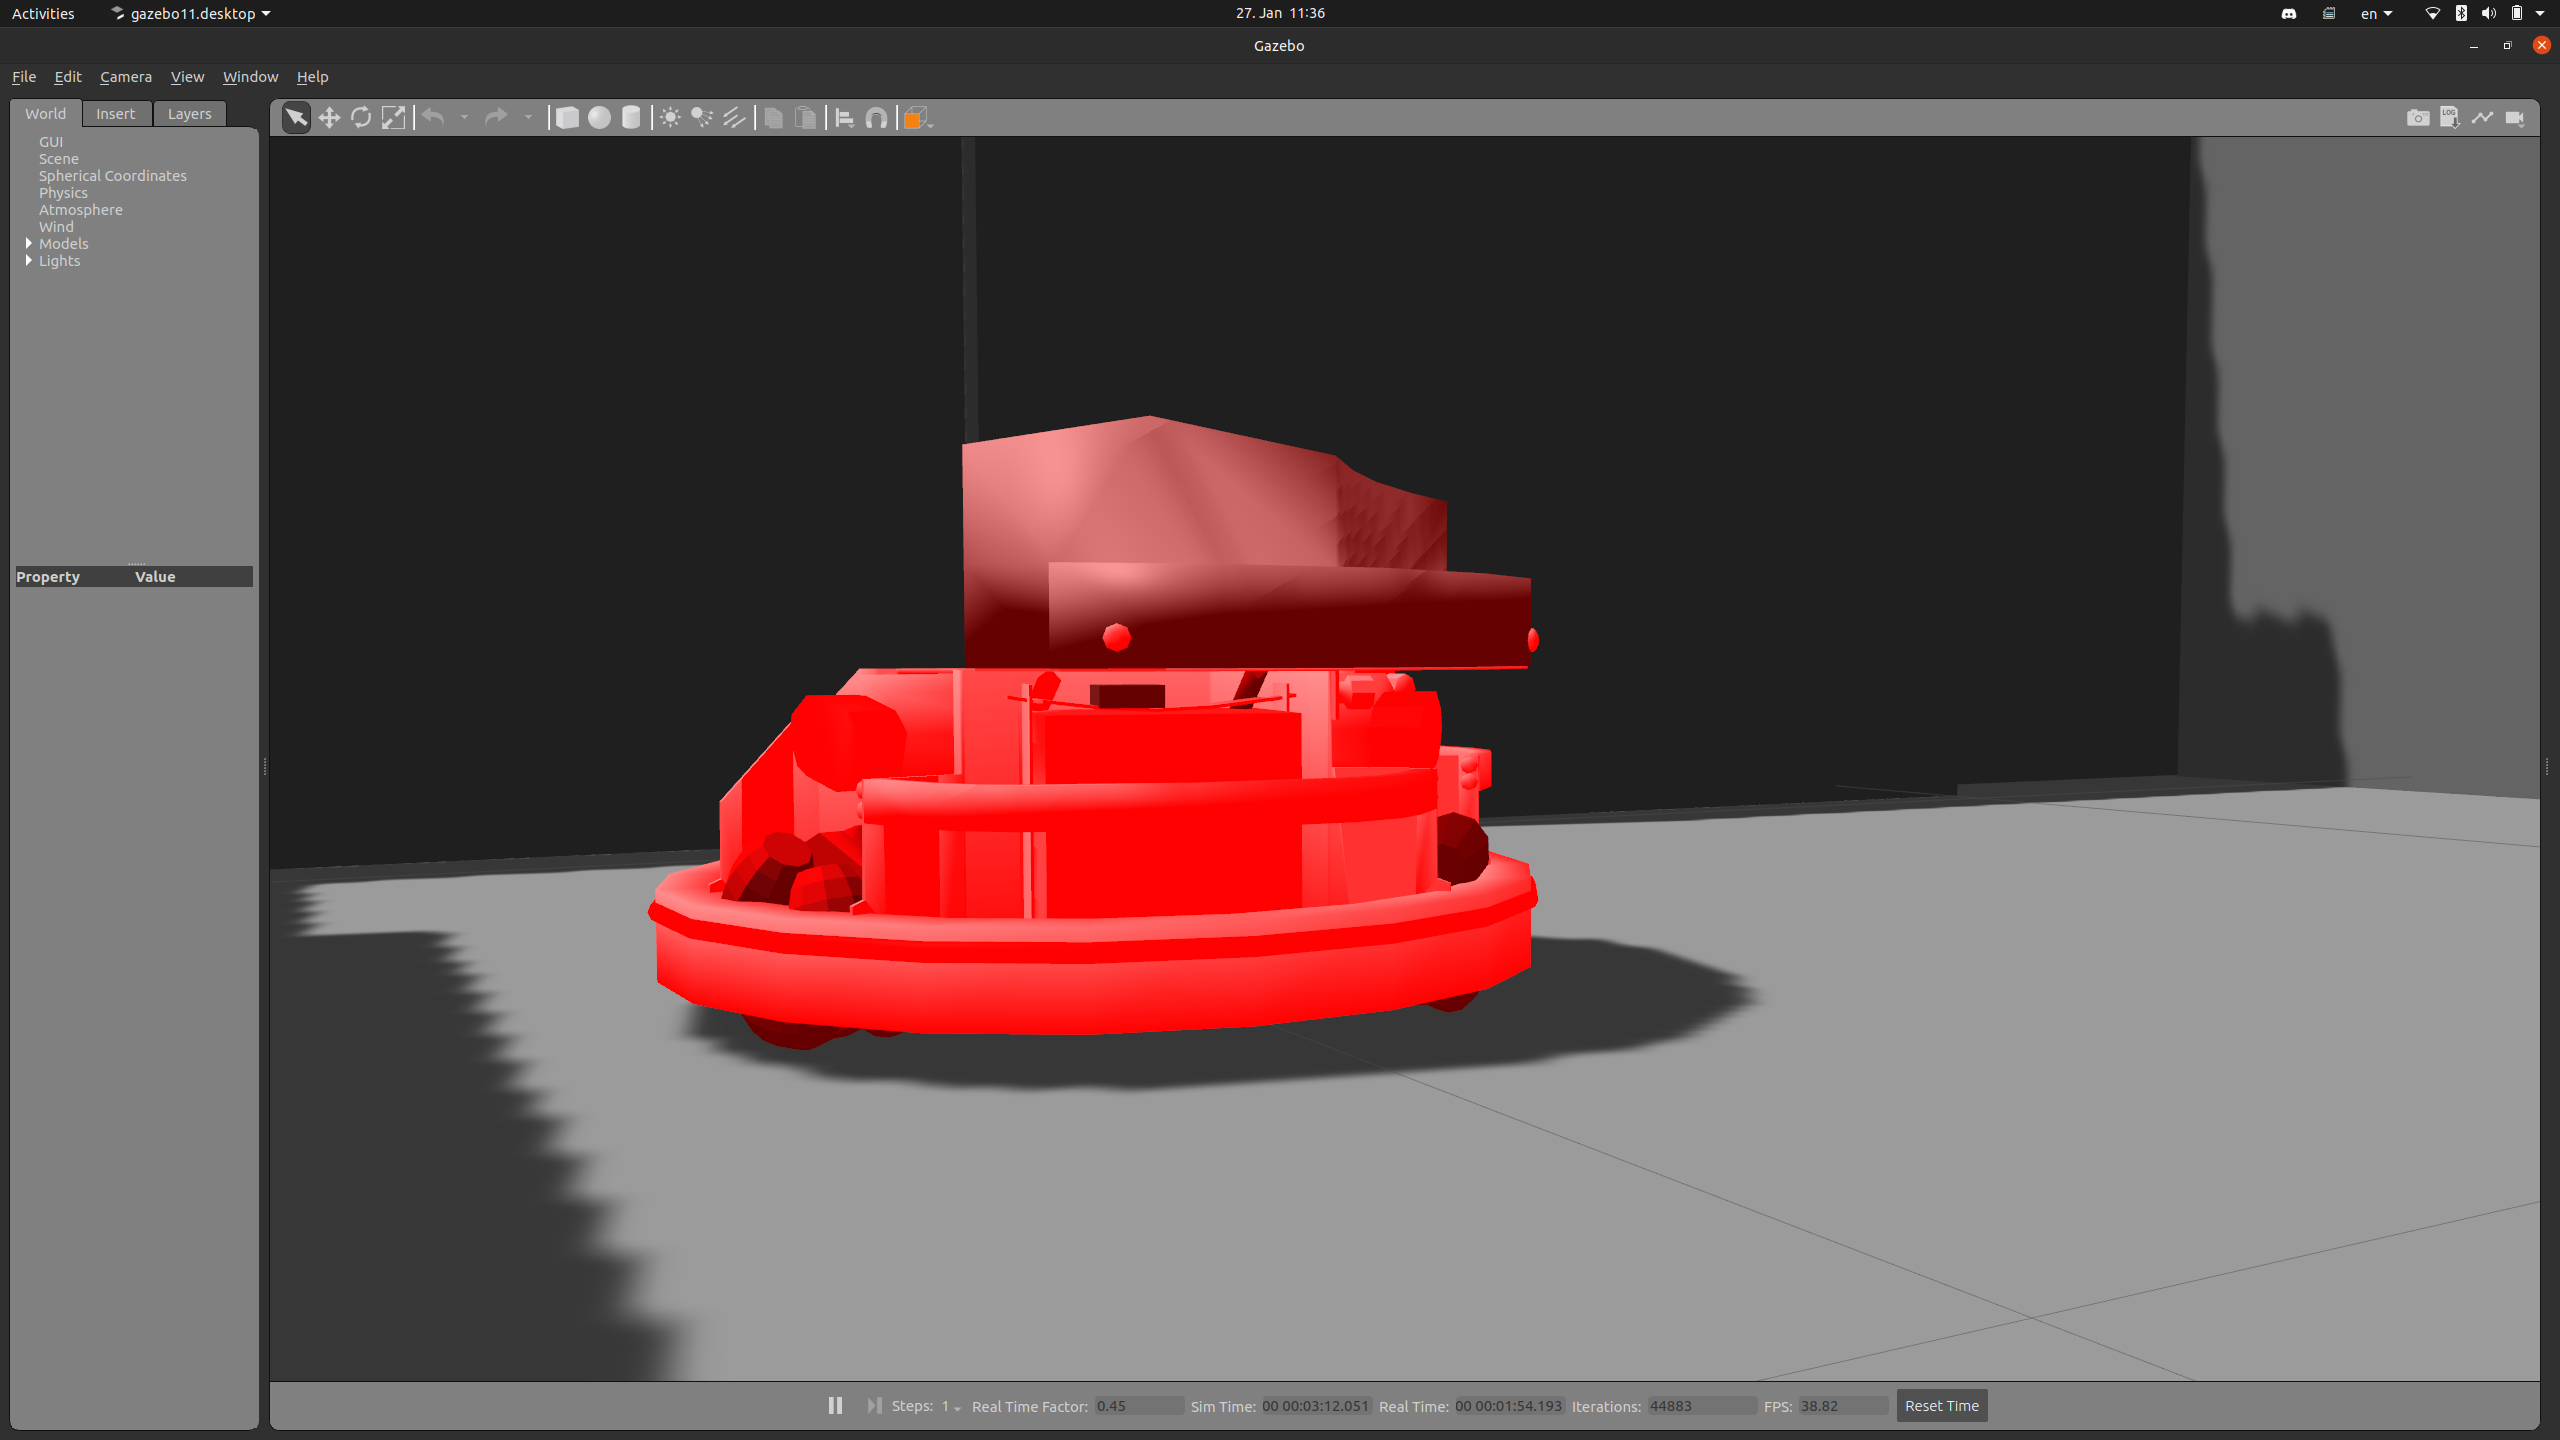 Activities gazebo11.desktop 27. Jan 11:36 en
Gazebo
File Edit Camera View Window Help
World Insert Layers
GUI
Scene
Spherical Coordinates
Physics
Atmosphere
Wind
Models
Lights
Property Value
LOG
Steps: 1 Real Time Factor: 0.45 Sim Time: 00 00:03:12.051 Real Time: 00 00:01:54.193 Iterations: 44883 FPS: 38.82 Reset Time